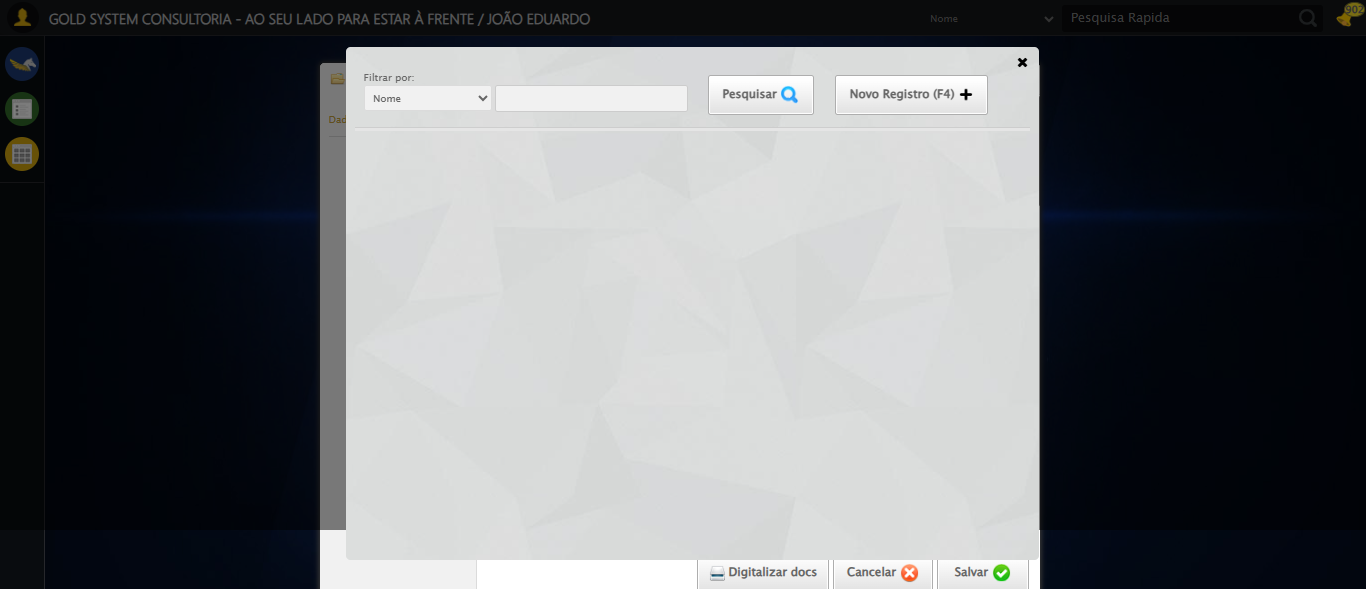 GOLD SYSTEM CONSULTORIA - AO SEU LADO PARA ESTAR À FRENTE / JOÃO EDUARDO
Nome
Pesquisa Rapida
902
Filtrar por:
Nome
Pesquisar
Novo Registro (F4)
Digitalizar docs
Cancelar
Salvar